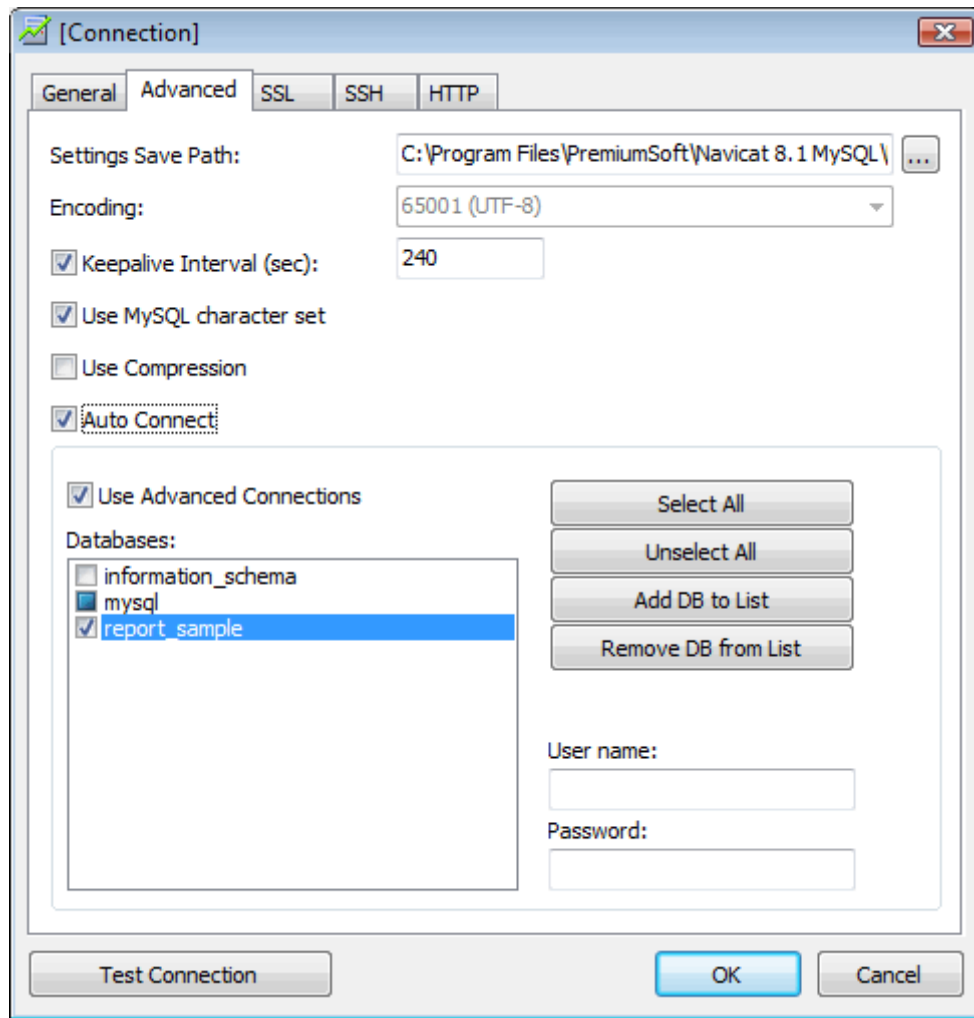 [Connection]
General Advanced SSL SSH HTTP
Settings Save Path: C:\Program Files\PremiumSoft\Navicat 8.1 MySQL\ ...
Encoding: 65001 (UTF-8)
Keepalive Interval (sec): 240
Use MySQL character set
Use Compression
Auto Connect
Use Advanced Connections
Databases:
information_schema
mysql
report_sample
Select All
Unselect All
Add DB to List
Remove DB from List
User name:
Password:
Test Connection OK Cancel